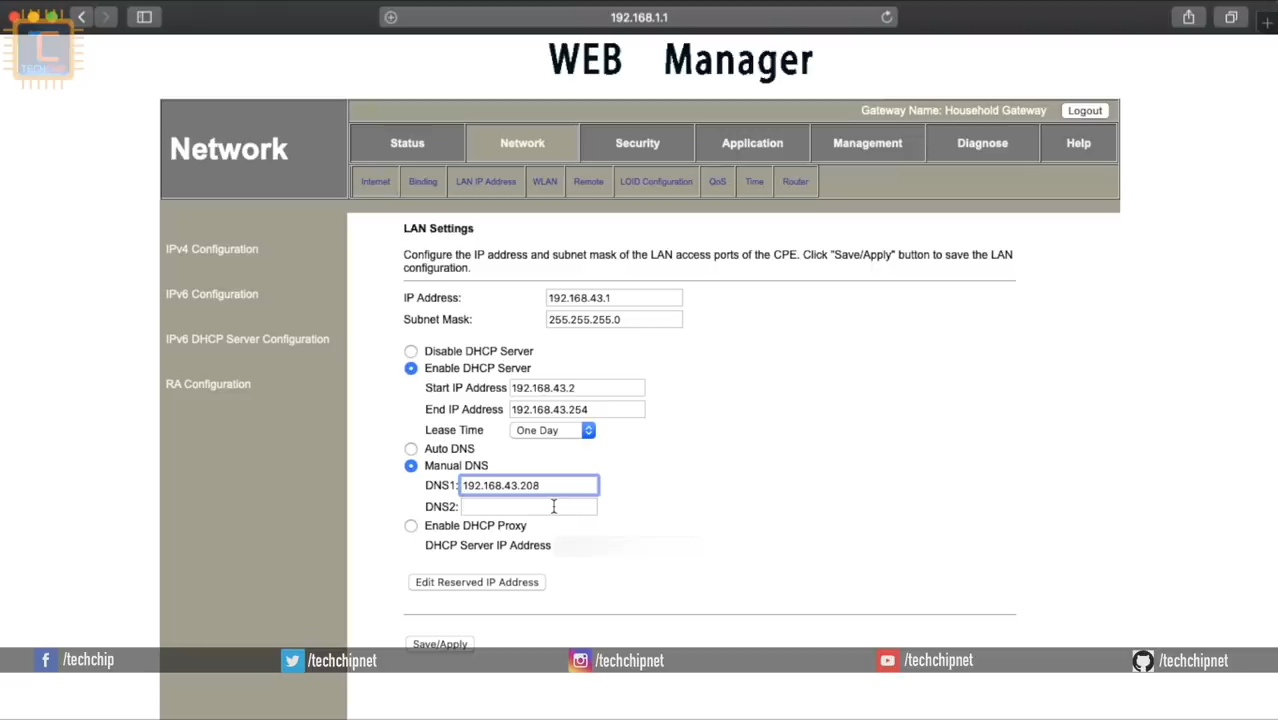 192.168.1.1
TECHCHIP
WEB Manager
Gateway Name: Household Gateway Logout
Network
Status Network Security Application Management Diagnose Help
Internet Binding LAN IP Address WLAN Remote LOID Configuration QoS Time Router
IPv4 Configuration
IPv6 Configuration
IPv6 DHCP Server Configuration
RA Configuration
LAN Settings
Configure the IP address and subnet mask of the LAN access ports of the CPE. Click "Save/Apply" button to save the LAN
configuration.
IP Address: 192.168.43.1
Subnet Mask: 255.255.255.0
Disable DHCP Server
Enable DHCP Server
Start IP Address 192.168.43.2
End IP Address 192.168.43.254
Lease Time One Day
Auto DNS
Manual DNS
DNS1: 192.168.43.208
DNS2:
Enable DHCP Proxy
DHCP Server IP Address
Edit Reserved IP Address
Save/Apply
/techchip /techchipnet /techchipnet /techchipnet /techchipnet